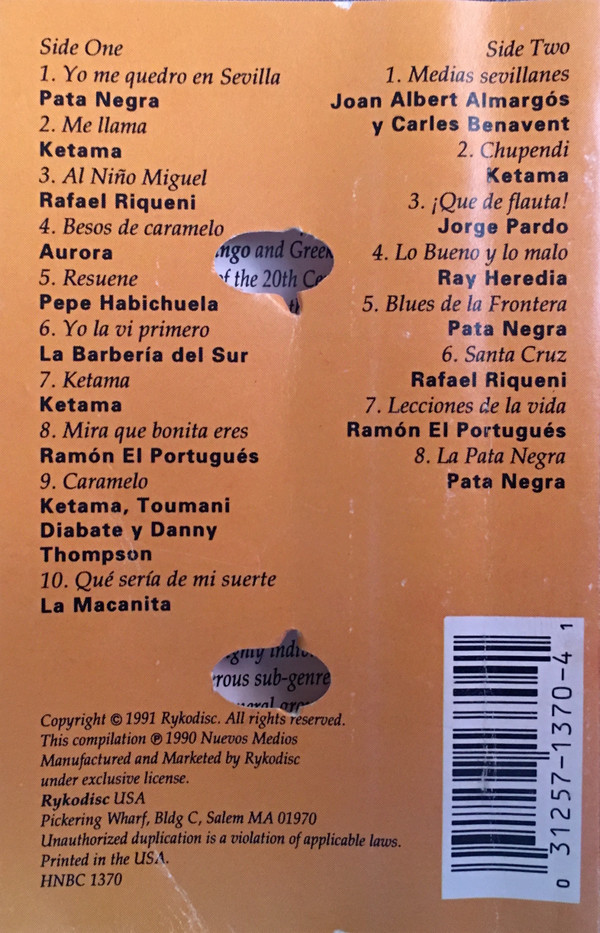 Side One
1. Yo me quedro en Sevilla
Pata Negra
2. Me llama
Ketama
3. Al Niño Miguel
Rafael Riqueni
4. Besos de caramelo
Aurora
5. Resuene
Pepe Habichuela
6. Yo la vi primero
La Barbería del Sur
7. Ketama
Ketama
8. Mira que bonita eres
Ramón El Portugués
9. Caramelo
Ketama, Toumani
Diabate y Danny
Thompson
10. Qué sería de mi suerte
La Macanita
Side Two
1. Medias sevillanes
Joan Albert Almargós
y Carles Benavent
2. Chupendi
Ketama
3. ¡Que de flauta!
Jorge Pardo
4. Lo Bueno y lo malo
Ray Heredia
5. Blues de la Frontera
Pata Negra
6. Santa Cruz
Rafael Riqueni
7. Lecciones de la vida
Ramón El Portugués
8. La Pata Negra
Pata Negra
and Greek
the 20th
sub-genre
Copyright © 1991 Rykodisc. All rights reserved.
This compilation ℗ 1990 Nuevos Medios
Manufactured and Marketed by Rykodisc
under exclusive license.
Rykodisc USA
Pickering Wharf, Bldg C, Salem MA 01970
Unauthorized duplication is a violation of applicable laws.
Printed in the USA.
HNBC 1370
0 31257-1370-4 1